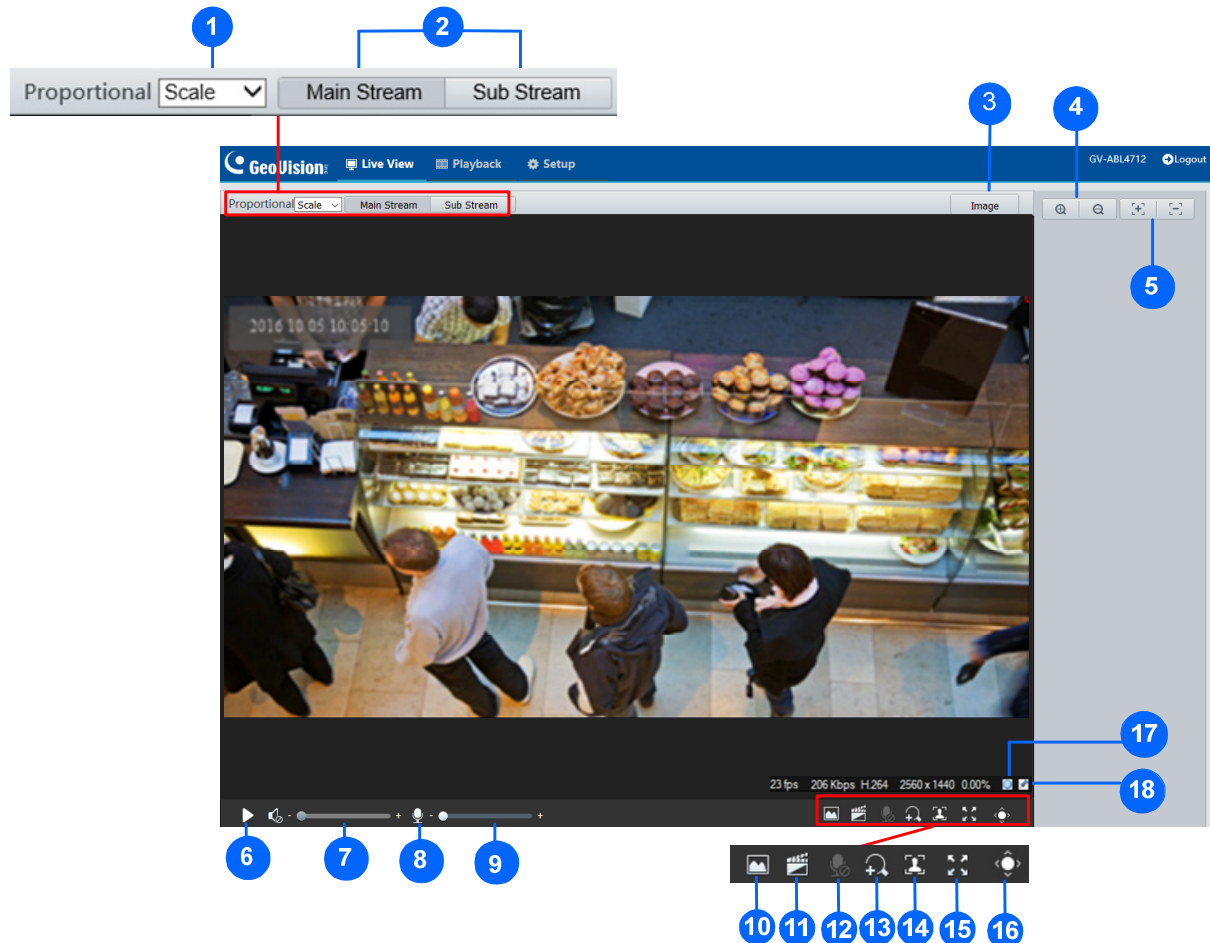 1
2
Proportional Scale Main Stream Sub Stream
3
4
GeoVision Live View Playback Setup GV-ABL4712 Logout
Proportional Scale Main Stream Sub Stream Image
5
2016 10 05 10:05:10
17
23 fps 206 Kbps H.264 2560 x 1440 0.00%
18
- + - +
6 7 8 9
10 11 12 13 14 15 16